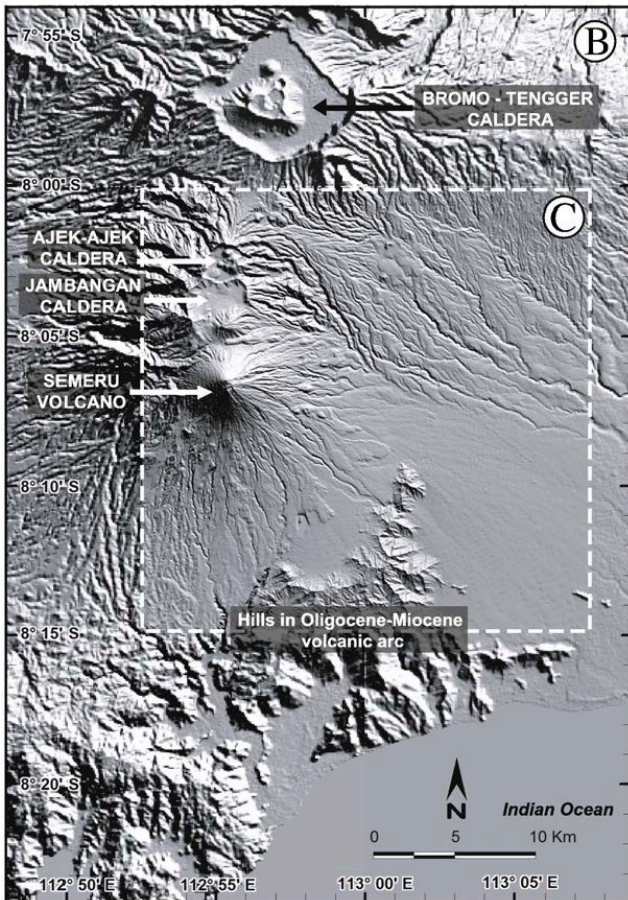 7° 55' S
B
BROMO - TENGGER
CALDERA
8° 00' S
C
AJEK-AJEK
CALDERA
JAMBANGAN
CALDERA
8° 05' S
SEMERU
VOLCANO
8° 10' S
Hills in Oligocene-Miocene
volcanic arc
8° 15' S
8° 20' S
N
Indian Ocean
0 5 10 Km
112° 50' E 112° 55' E 113° 00' E 113° 05' E